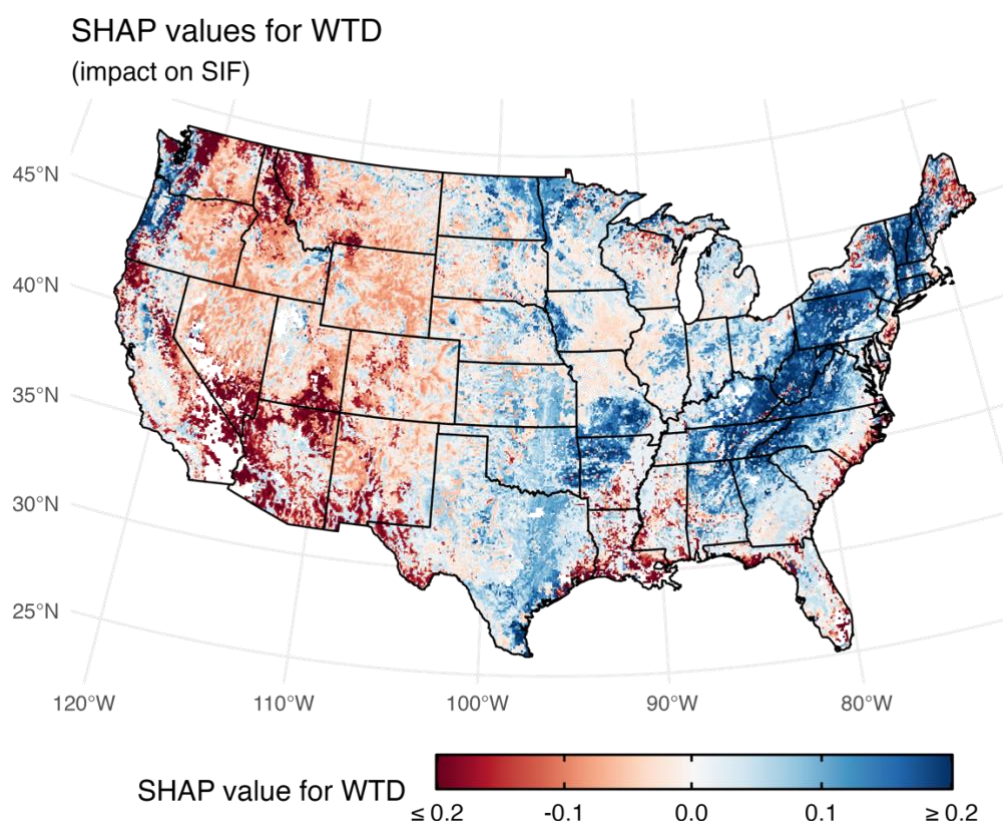 SHAP values for WTD
(impact on SIF)
45°N
40°N
35°N
30°N
25°N
120°W 110°W 100°W 90°W 80°W
SHAP value for WTD
≤ 0.2 -0.1 0.0 0.1 ≥ 0.2